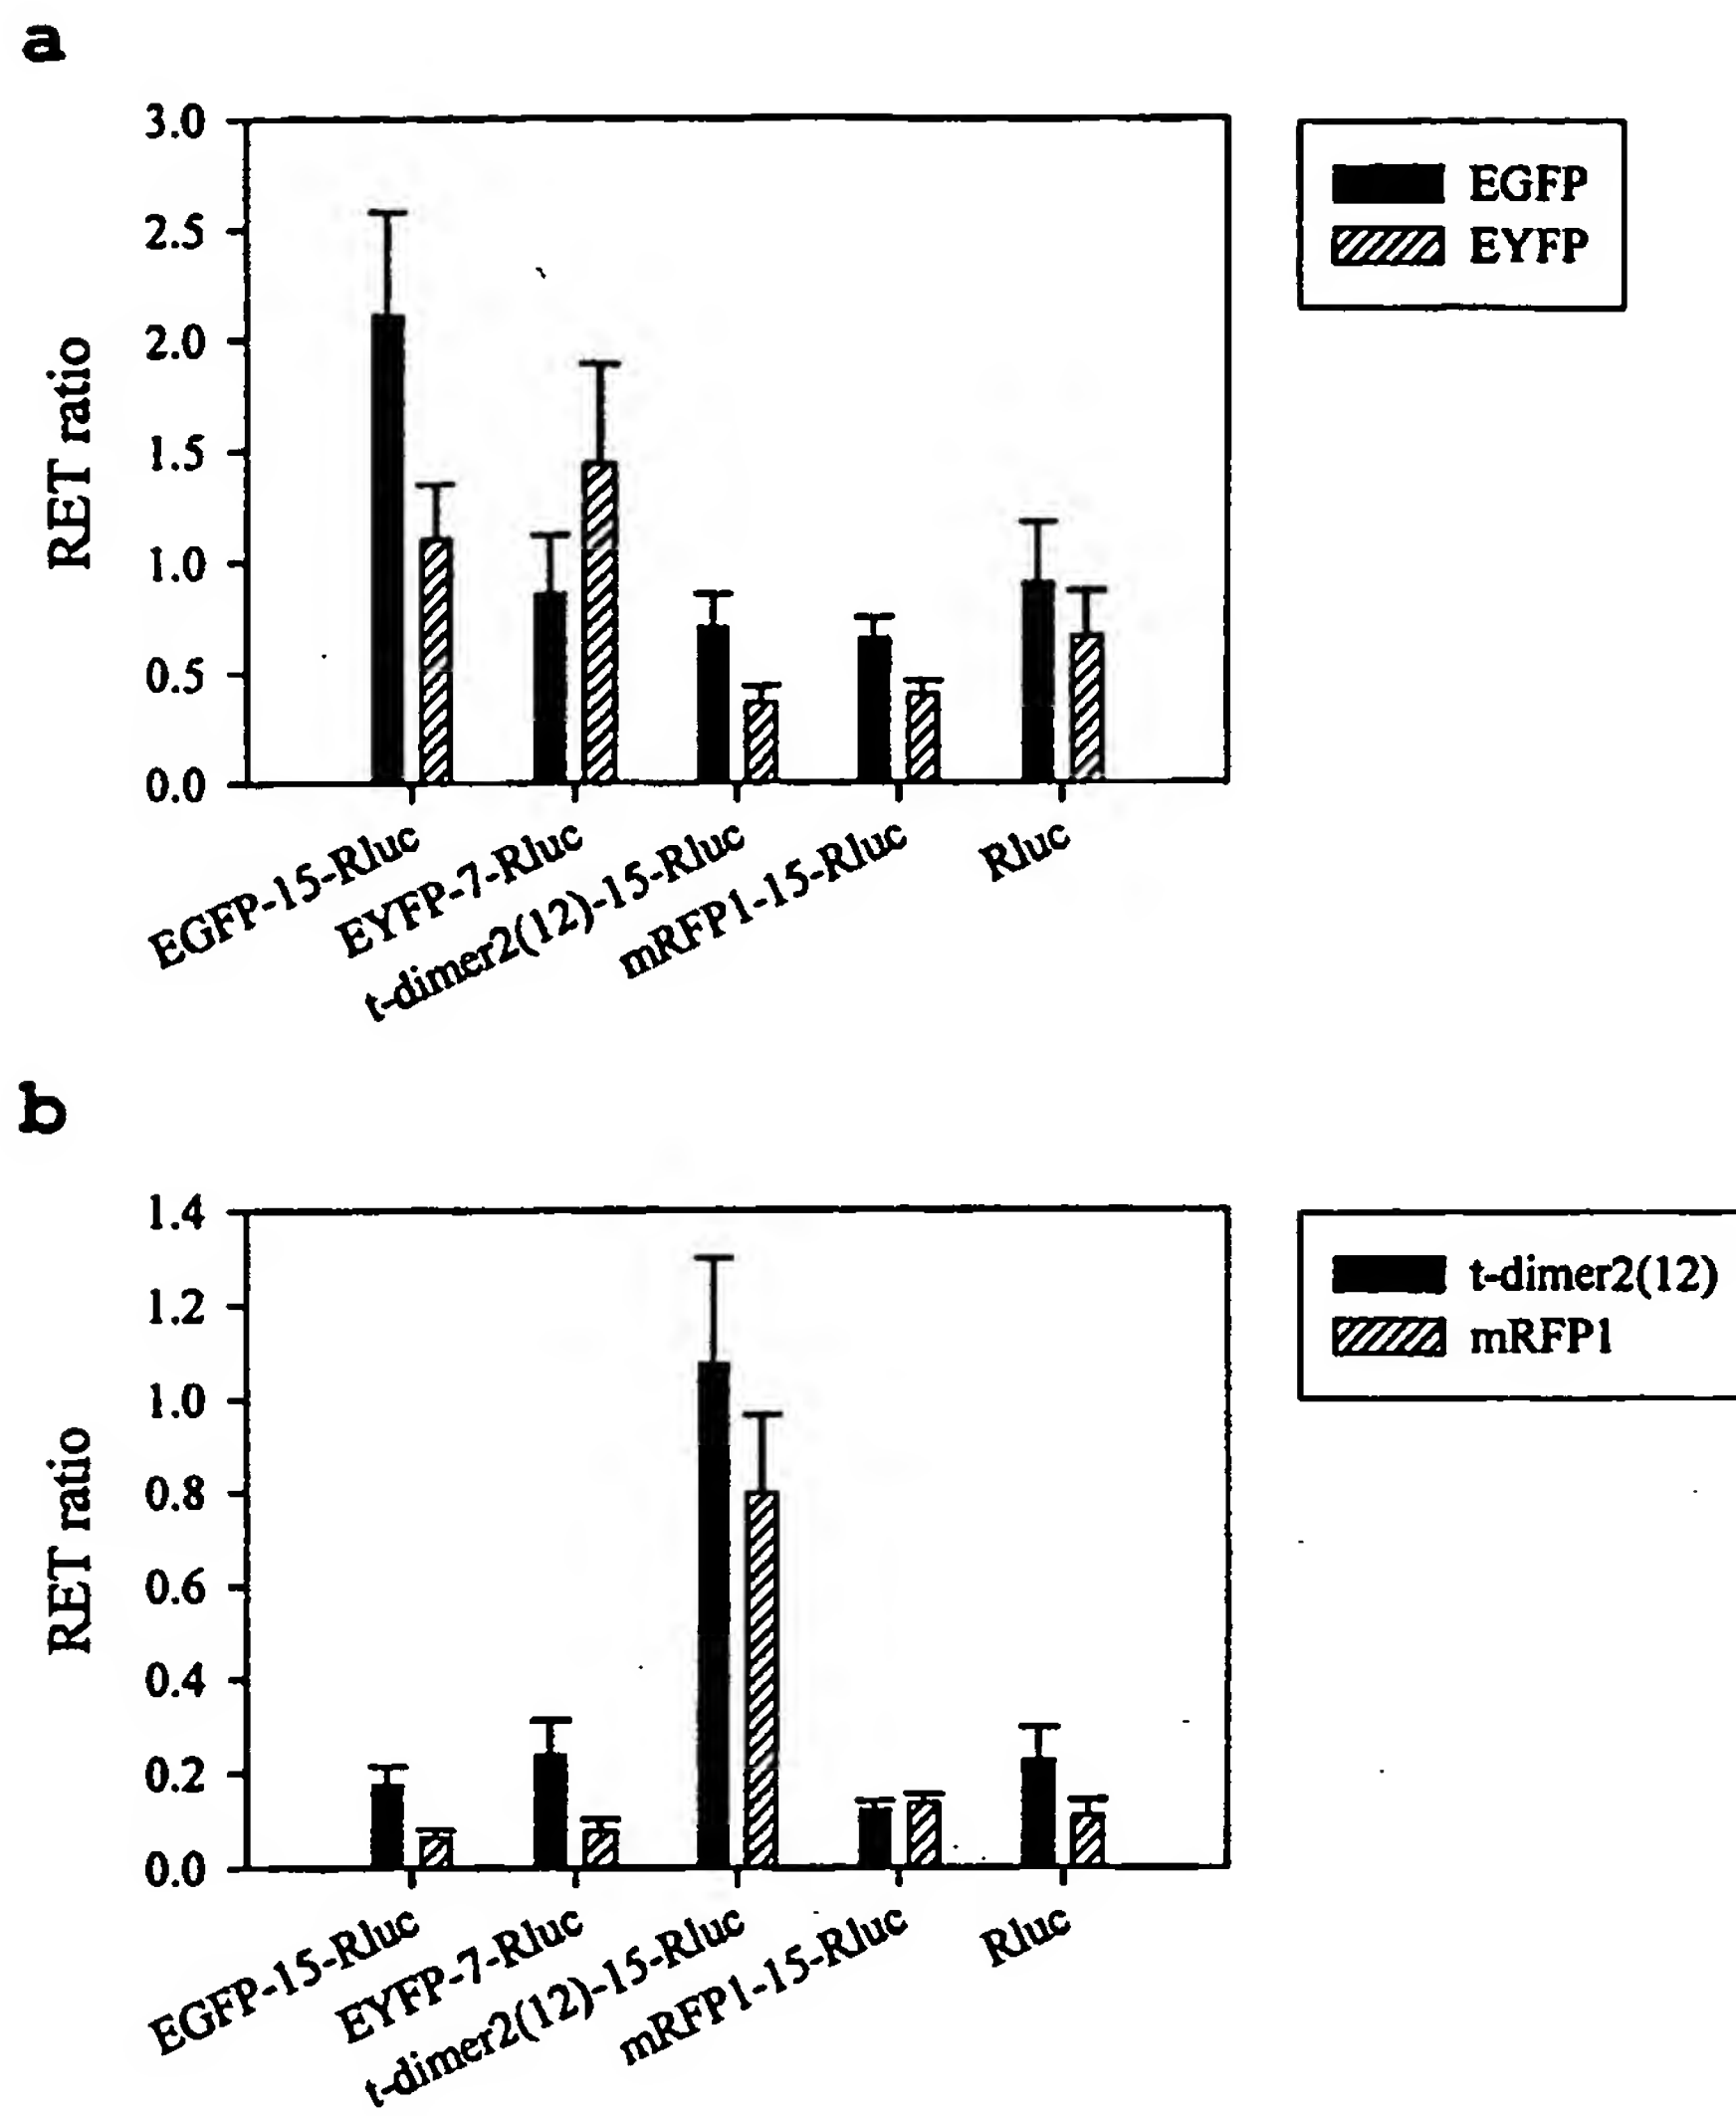 a
3.0
2.5
2.0
1.5
1.0
0.5
0.0
RET ratio
EGFP
EYFP
EGFP-15-Rluc
EYFP-7-Rluc
t-dimer2(12)-15-Rluc
mRFP1-15-Rluc
Rluc
b
1.4
1.2
1.0
0.8
0.6
0.4
0.2
0.0
RET ratio
t-dimer2(12)
mRFP1
EGFP-15-Rluc
EYFP-7-Rluc
t-dimer2(12)-15-Rluc
mRFP1-15-Rluc
Rluc